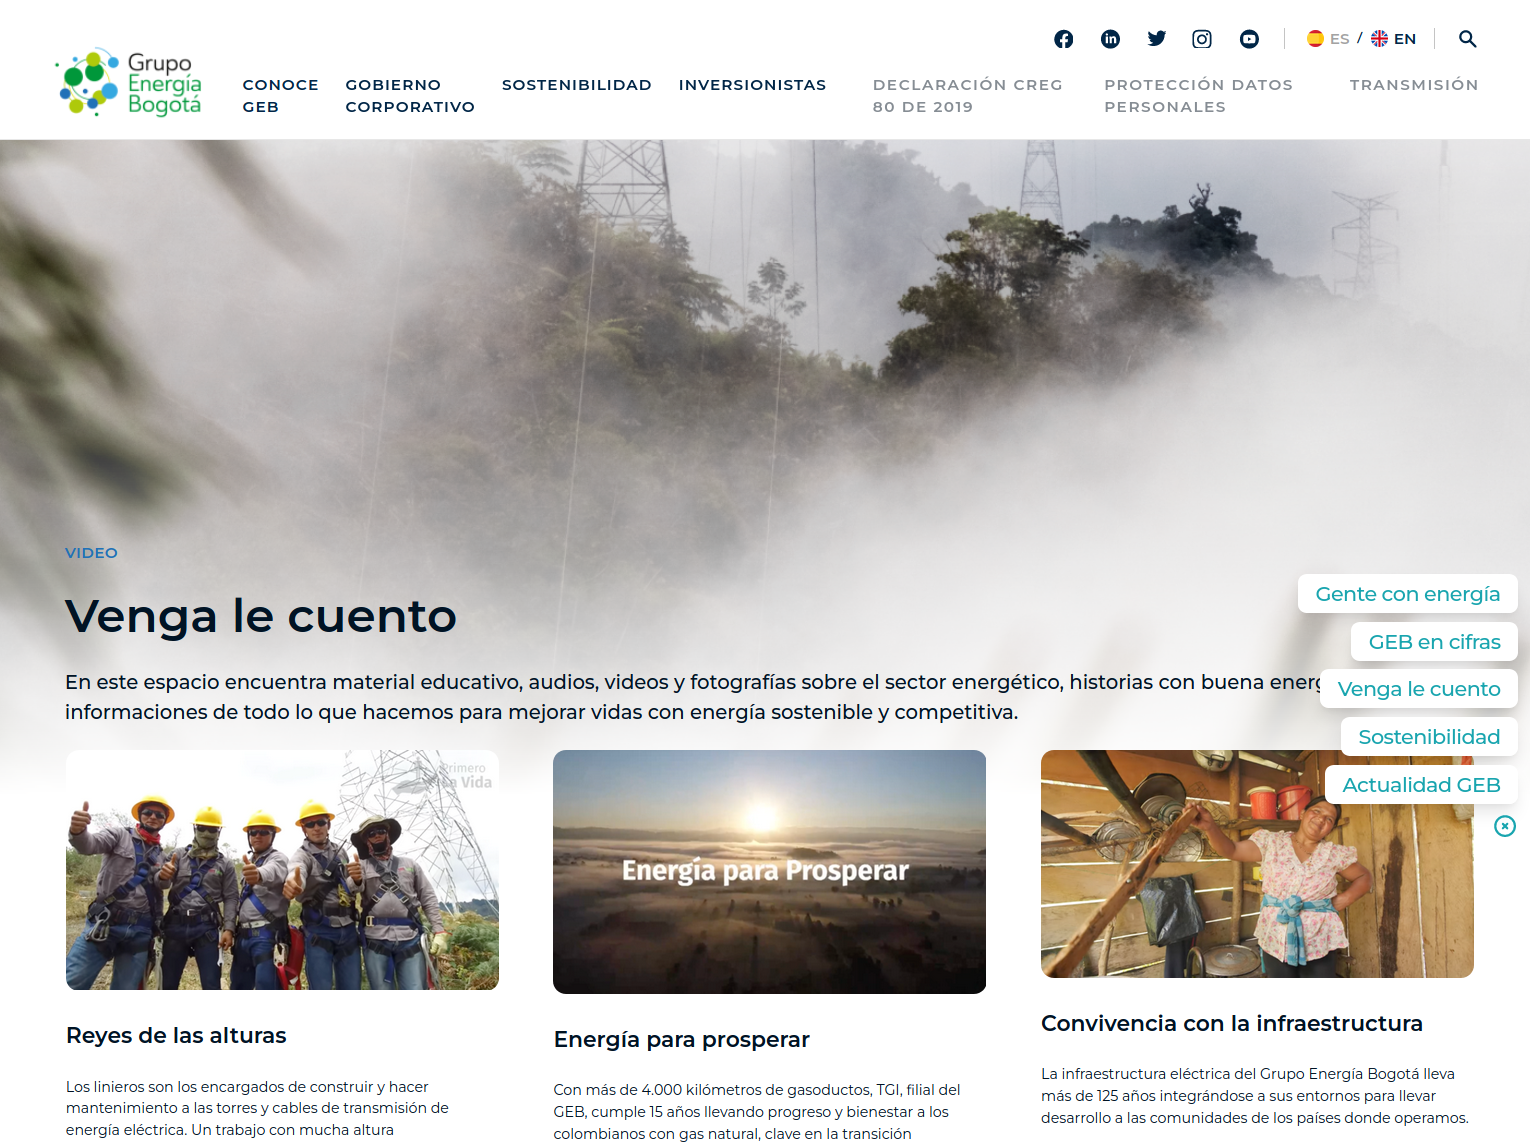 ES / EN
Grupo
Energía
Bogotá
CONOCE
GEB
GOBIERNO
CORPORATIVO
SOSTENIBILIDAD
INVERSIONISTAS
DECLARACIÓN CREG
80 DE 2019
PROTECCIÓN DATOS
PERSONALES
TRANSMISIÓN
VIDEO
Venga le cuento
En este espacio encuentra material educativo, audios, videos y fotografías sobre el sector energético, historias con buena
informaciones de todo lo que hacemos para mejorar vidas con energía sostenible y competitiva.
Gente con energía
GEB en cifras
Venga le cuento
Sostenibilidad
Actualidad GEB
Primero
La Vida
Energía para Prosperar
Reyes de las alturas
Los linieros son los encargados de construir y hacer
mantenimiento a las torres y cables de transmisión de
energía eléctrica. Un trabajo con mucha altura
Energía para prosperar
Con más de 4.000 kilómetros de gasoductos, TGI, filial del
GEB, cumple 15 años llevando progreso y bienestar a los
colombianos con gas natural, clave en la transición
Convivencia con la infraestructura
La infraestructura eléctrica del Grupo Energía Bogotá lleva
más de 125 años integrándose a sus entornos para llevar
desarrollo a las comunidades de los países donde operamos.